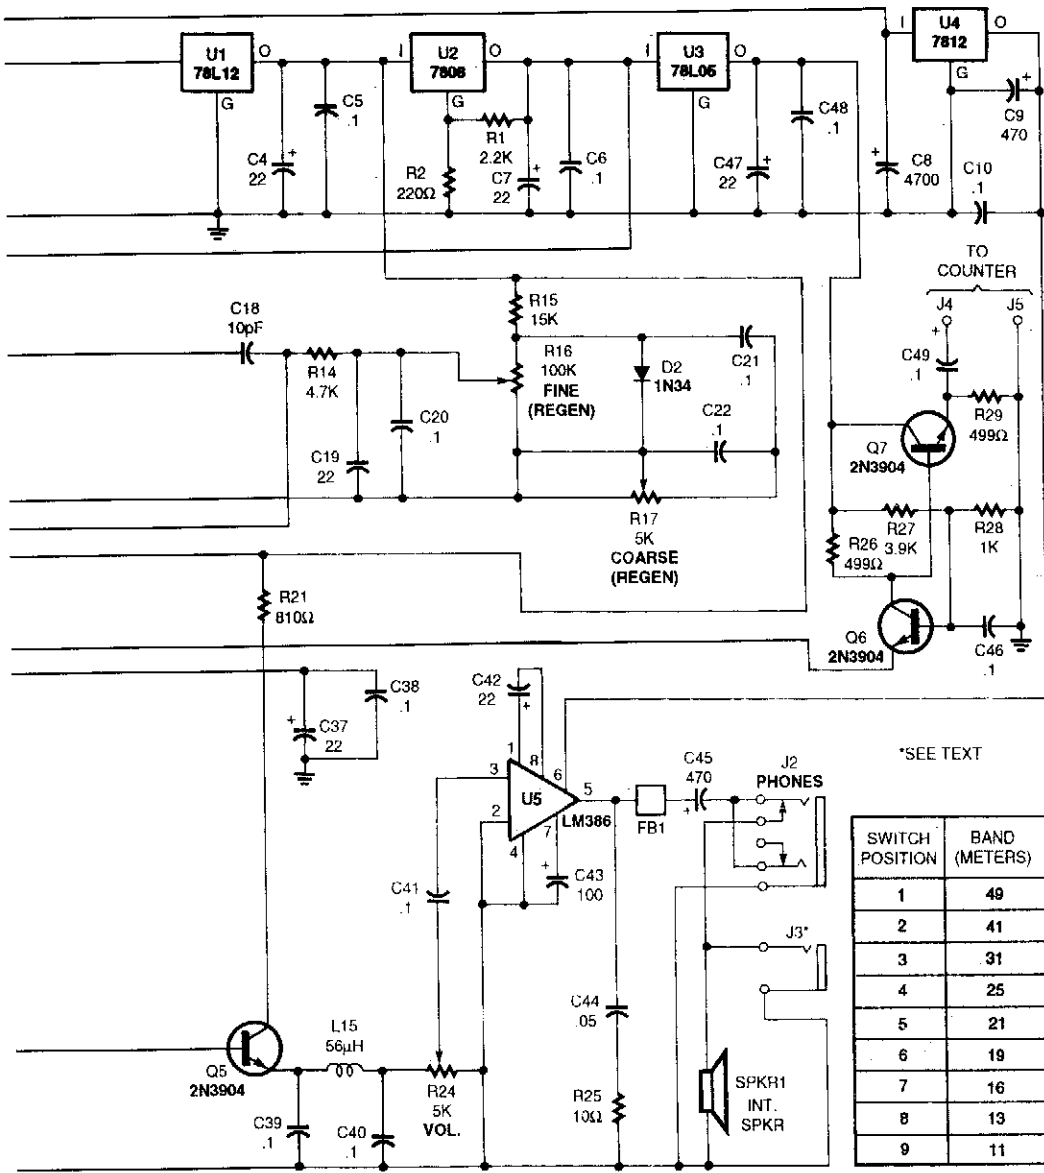 U1
78L12
I
O
G
C4
22
+
C5
.1
I
U2
7808
O
G
R1
2.2K
R2
220Ω
C7
22
+
C6
.1
I
U3
78L05
O
G
C47
22
+
C48
.1
I
U4
7812
O
G
+
C9
470
+
C8
4700
C10
.1
TO
COUNTER
J4
J5
+
C49
.1
R29
499Ω
Q7
2N3904
R27
3.9K
R28
1K
R26
499Ω
Q6
2N3904
C46
.1
C18
10pF
R14
4.7K
C19
22
C20
.1
R15
15K
R16
100K
FINE
(REGEN)
D2
1N34
C21
.1
C22
.1
R17
5K
COARSE
(REGEN)
R21
810Ω
C38
.1
+
C37
22
C42
22
+
1
8
3
6
5
2
7
4
U5
LM386
+
C43
100
C41
.1
FB1
C45
470
+
J2
PHONES
J3*
C44
.05
R25
10Ω
SPKR1
INT.
SPKR
Q5
2N3904
L15
56µH
R24
5K
VOL.
C39
.1
C40
.1
*SEE TEXT
SWITCH POSITION BAND (METERS)
1 49
2 41
3 31
4 25
5 21
6 19
7 16
8 13
9 11